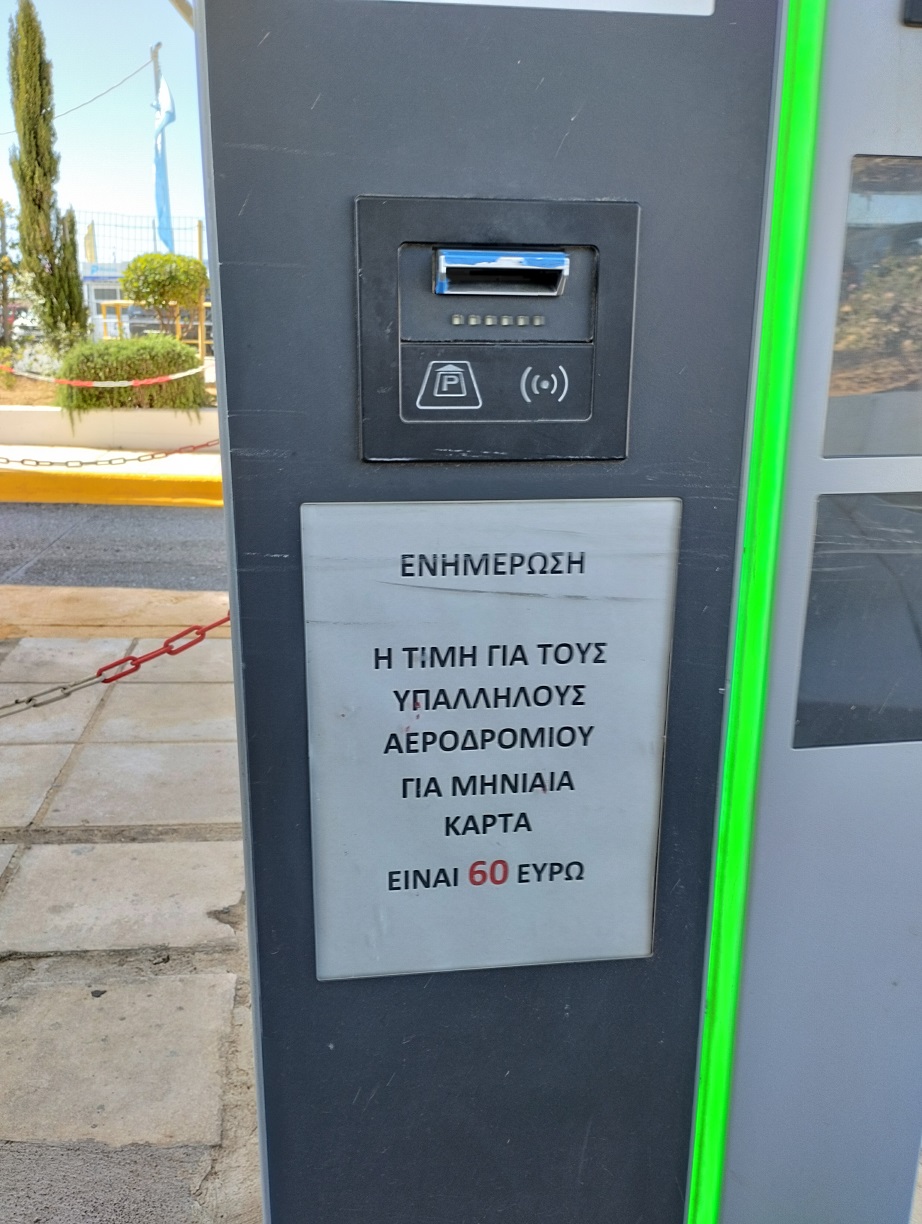 P
ΕΝΗΜΕΡΩΣΗ
Η ΤΙΜΗ ΓΙΑ ΤΟΥΣ
ΥΠΑΛΛΗΛΟΥΣ
ΑΕΡΟΔΡΟΜΙΟΥ
ΓΙΑ ΜΗΝΙΑΙΑ
ΚΑΡΤΑ
ΕΙΝΑΙ 60 ΕΥΡΩ